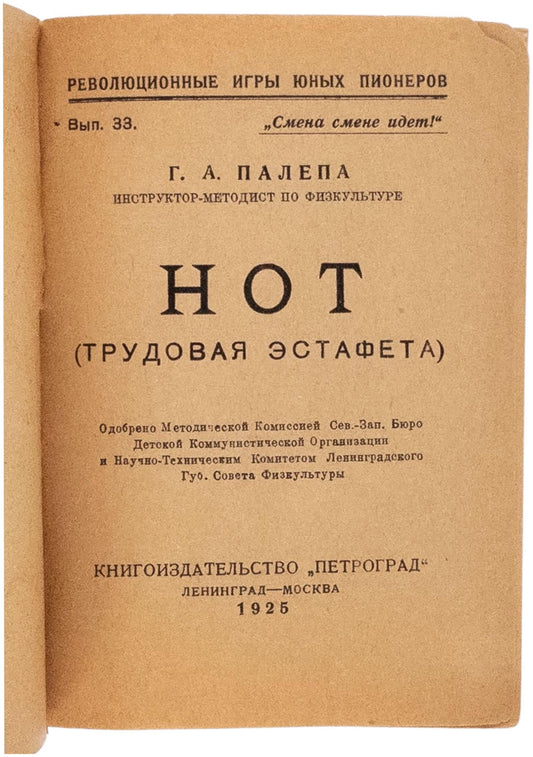 РЕВОЛЮЦИОННЫЕ ИГРЫ ЮНЫХ ПИОНЕРОВ
Вып. 33. „Смена смене идет!“
Г. А. ПАЛЕПА
ИНСТРУКТОР-МЕТОДИСТ ПО ФИЗКУЛЬТУРЕ
НОТ
(ТРУДОВАЯ ЭСТАФЕТА)
Одобрено Методической Комиссией Сев.-Зап. Бюро
Детской Коммунистической Организации
и Научно-Техническим Комитетом Ленинградского
Губ. Совета Физкультуры
КНИГОИЗДАТЕЛЬСТВО „ПЕТРОГРАД“
ЛЕНИНГРАД—МОСКВА
1925